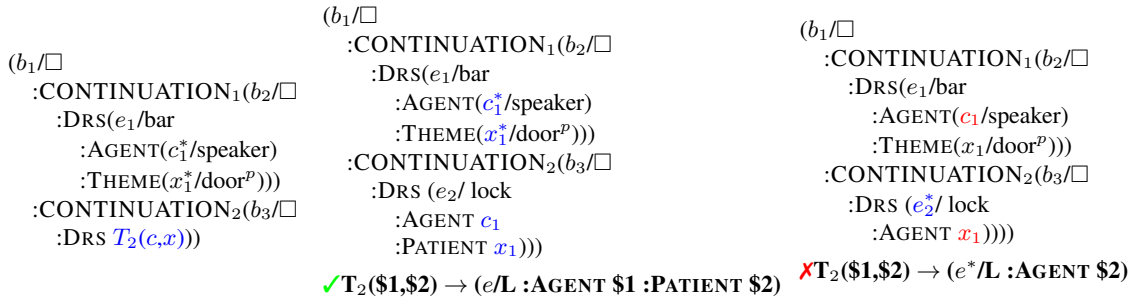 (b₁/□
:CONTINUATION₁(b₂/□
:DRS(e₁/bar
:AGENT(c₁*/speaker)
:THEME(x₁*/doorᵖ)))
:CONTINUATION₂(b₃/□
:DRS T₂(c,x)))
(b₁/□
:CONTINUATION₁(b₂/□
:DRS(e₁/bar
:AGENT(c₁*/speaker)
:THEME(x₁*/doorᵖ)))
:CONTINUATION₂(b₃/□
:DRS (e₂/ lock
:AGENT c₁
:PATIENT x₁)))
✓T₂($1,$2) → (e/L :AGENT $1 :PATIENT $2)
(b₁/□
:CONTINUATION₁(b₂/□
:DRS(e₁/bar
:AGENT(c₁/speaker)
:THEME(x₁/doorᵖ)))
:CONTINUATION₂(b₃/□
:DRS (e₂*/ lock
:AGENT x₁))))
✗T₂($1,$2) → (e*/L :AGENT $2)